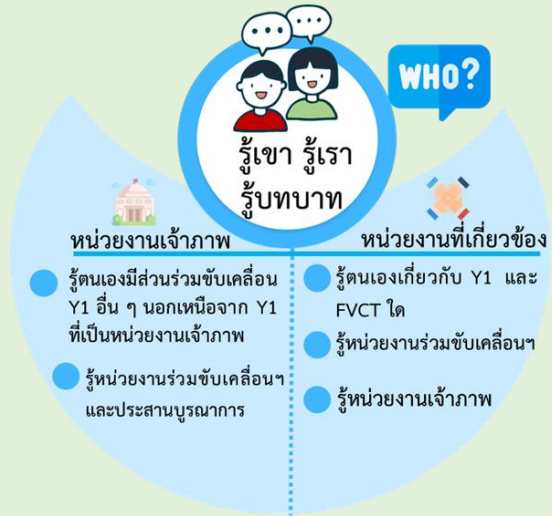 WHO?
รู้เขา รู้เรา
รู้บทบาท
หน่วยงานเจ้าภาพ
รู้ตนเองมีส่วนร่วมขับเคลื่อน
Y1 อื่น ๆ นอกเหนือจาก Y1
ที่เป็นหน่วยงานเจ้าภาพ
รู้หน่วยงานร่วมขับเคลื่อนฯ
และประสานบูรณาการ
หน่วยงานที่เกี่ยวข้อง
รู้ตนเองเกี่ยวกับ Y1 และ
FVCT ใด
รู้หน่วยงานร่วมขับเคลื่อนฯ
รู้หน่วยงานเจ้าภาพ